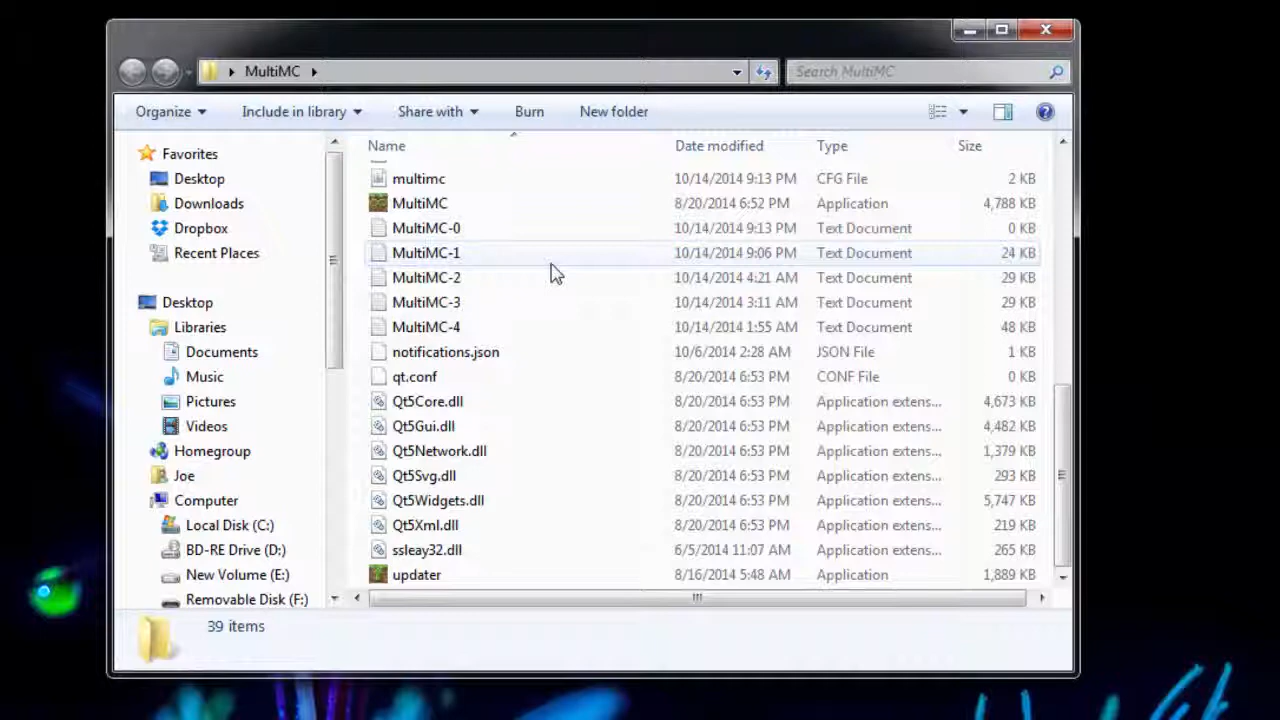 MultiMC
Search MultiMC
Organize Include in library Share with Burn New folder
Favorites
Desktop
Downloads
Dropbox
Recent Places
Desktop
Libraries
Documents
Music
Pictures
Videos
Homegroup
Joe
Computer
Local Disk (C:)
BD-RE Drive (D:)
New Volume (E:)
Removable Disk (F:)
Name Date modified Type Size
multimc 10/14/2014 9:13 PM CFG File 2 KB
MultiMC 8/20/2014 6:52 PM Application 4,788 KB
MultiMC-0 10/14/2014 9:13 PM Text Document 0 KB
MultiMC-1 10/14/2014 9:06 PM Text Document 24 KB
MultiMC-2 10/14/2014 4:21 AM Text Document 29 KB
MultiMC-3 10/14/2014 3:11 AM Text Document 29 KB
MultiMC-4 10/14/2014 1:55 AM Text Document 48 KB
notifications.json 10/6/2014 2:28 AM JSON File 1 KB
qt.conf 8/20/2014 6:53 PM CONF File 0 KB
Qt5Core.dll 8/20/2014 6:53 PM Application extens... 4,673 KB
Qt5Gui.dll 8/20/2014 6:53 PM Application extens... 4,482 KB
Qt5Network.dll 8/20/2014 6:53 PM Application extens... 1,379 KB
Qt5Svg.dll 8/20/2014 6:53 PM Application extens... 293 KB
Qt5Widgets.dll 8/20/2014 6:53 PM Application extens... 5,747 KB
Qt5Xml.dll 8/20/2014 6:53 PM Application extens... 219 KB
ssleay32.dll 6/5/2014 11:07 AM Application extens... 265 KB
updater 8/16/2014 5:48 AM Application 1,889 KB
39 items